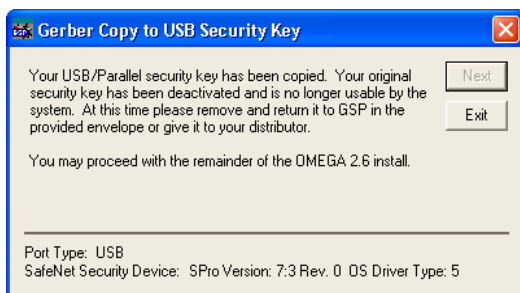 Gerber Copy to USB Security Key
Your USB/Parallel security key has been copied. Your original
security key has been deactivated and is no longer usable by the
system. At this time please remove and return it to GSP in the
provided envelope or give it to your distributor.
You may proceed with the remainder of the OMEGA 2.6 install.
Next
Exit
Port Type: USB
SafeNet Security Device: SPro Version: 7:3 Rev. 0 OS Driver Type: 5